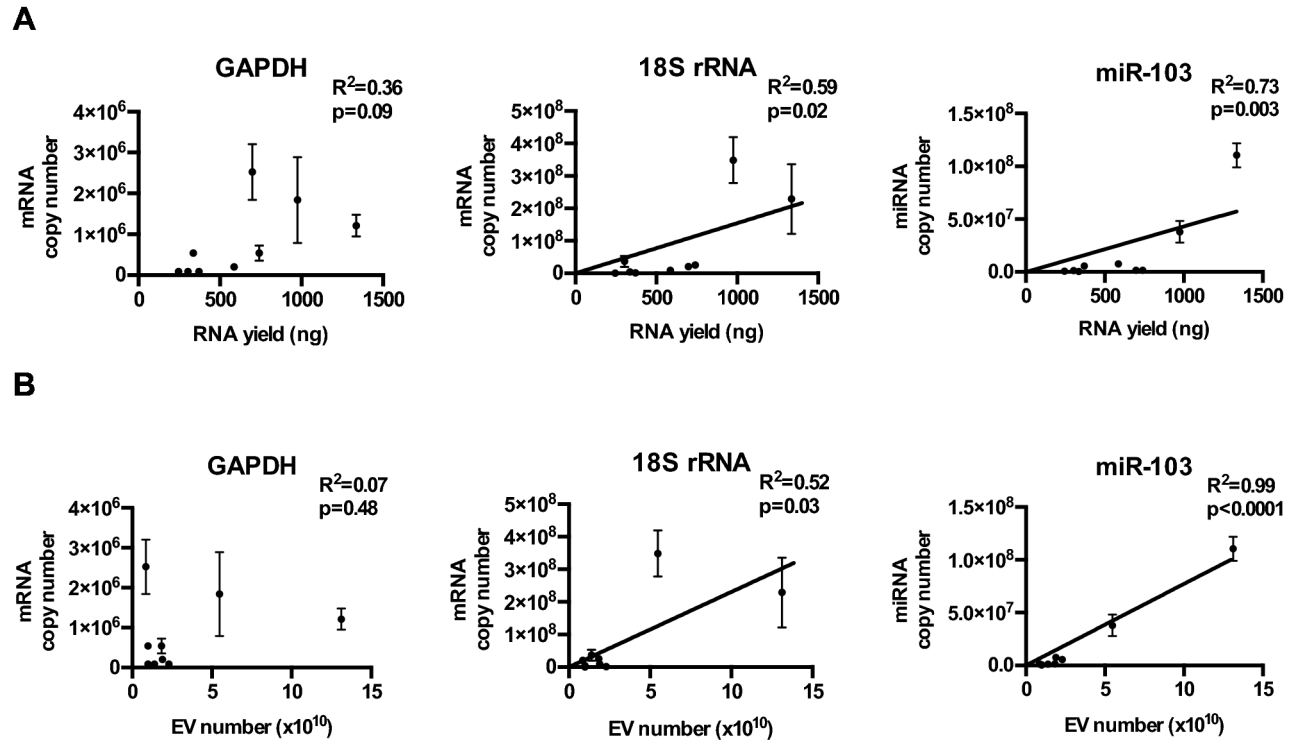 A
GAPDH
R²=0.36
p=0.09
4×10⁶
3×10⁶
2×10⁶
1×10⁶
0
mRNA
copy number
0 500 1000 1500
RNA yield (ng)
18S rRNA
R²=0.59
p=0.02
5×10⁸
4×10⁸
3×10⁸
2×10⁸
1×10⁸
0
mRNA
copy number
0 500 1000 1500
RNA yield (ng)
miR-103
R²=0.73
p=0.003
1.5×10⁸
1.0×10⁸
5.0×10⁷
0.0
miRNA
copy number
0 500 1000 1500
RNA yield (ng)
B
GAPDH
R²=0.07
p=0.48
4×10⁶
3×10⁶
2×10⁶
1×10⁶
0
mRNA
copy number
0 5 10 15
EV number (x10¹⁰)
18S rRNA
R²=0.52
p=0.03
5×10⁸
4×10⁸
3×10⁸
2×10⁸
1×10⁸
0
mRNA
copy number
0 5 10 15
EV number (x10¹⁰)
miR-103
R²=0.99
p<0.0001
1.5×10⁸
1.0×10⁸
5.0×10⁷
0.0
miRNA
copy number
0 5 10 15
EV number (x10¹⁰)